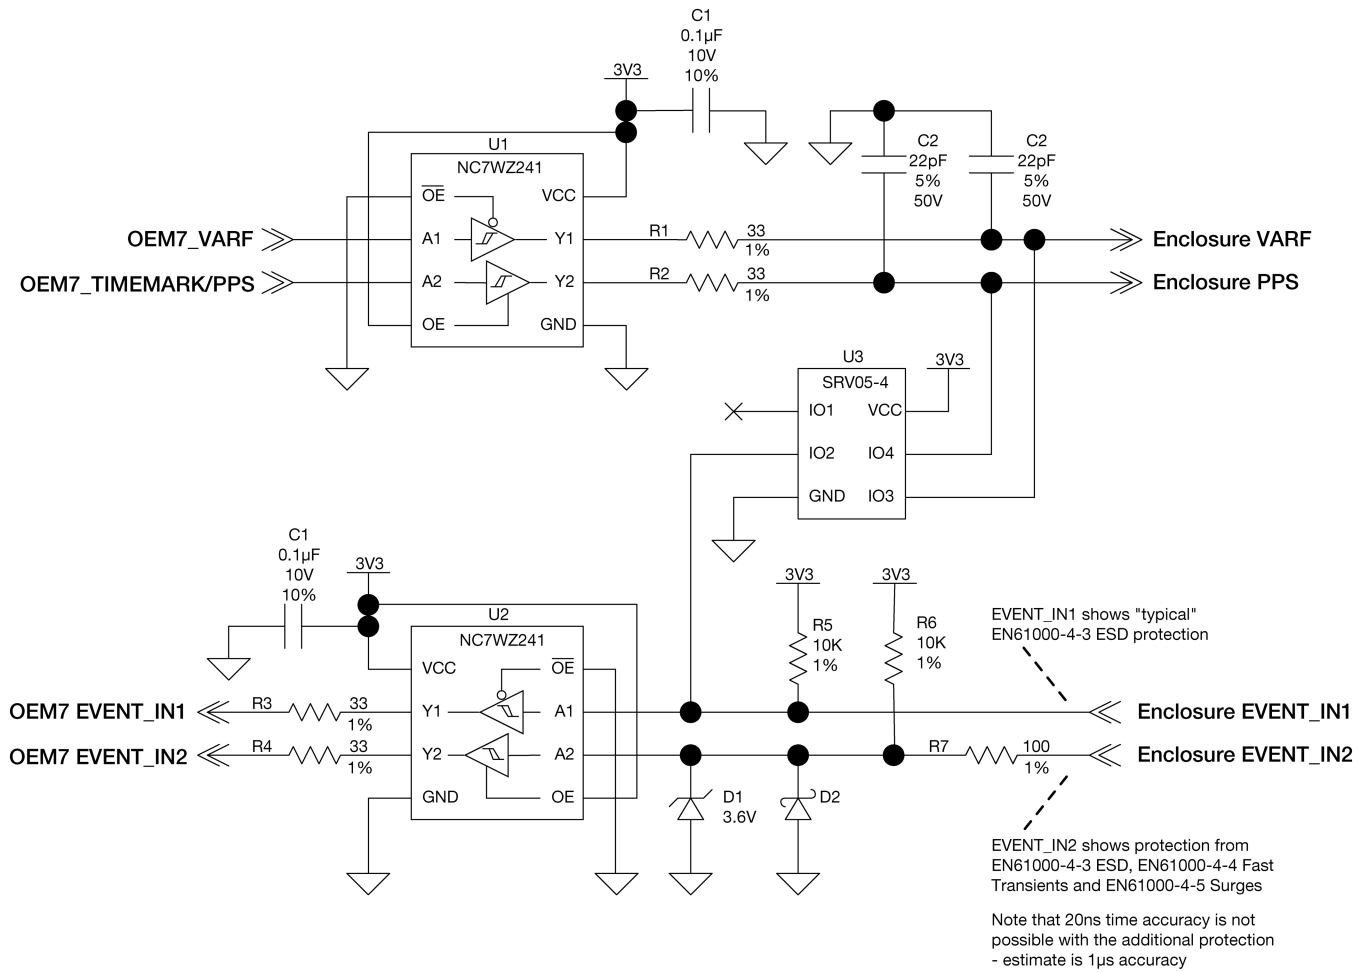 C1
0.1µF
10V
10%
3V3
U1
NC7WZ241
OE
VCC
A1
Y1
A2
Y2
OE
GND
OEM7_VARF
OEM7_TIMEMARK/PPS
R1
33
1%
R2
33
1%
C2
22pF
5%
50V
C2
22pF
5%
50V
Enclosure VARF
Enclosure PPS
U3
SRV05-4
3V3
IO1
VCC
IO2
IO4
GND
IO3
C1
0.1µF
10V
10%
3V3
U2
NC7WZ241
VCC
OE
Y1
A1
Y2
A2
GND
OE
OEM7 EVENT_IN1
R3
33
1%
OEM7 EVENT_IN2
R4
33
1%
3V3
R5
10K
1%
3V3
R6
10K
1%
EVENT_IN1 shows "typical"
EN61000-4-3 ESD protection
Enclosure EVENT_IN1
R7
100
1%
Enclosure EVENT_IN2
D1
3.6V
D2
EVENT_IN2 shows protection from
EN61000-4-3 ESD, EN61000-4-4 Fast
Transients and EN61000-4-5 Surges
Note that 20ns time accuracy is not
possible with the additional protection
- estimate is 1µs accuracy